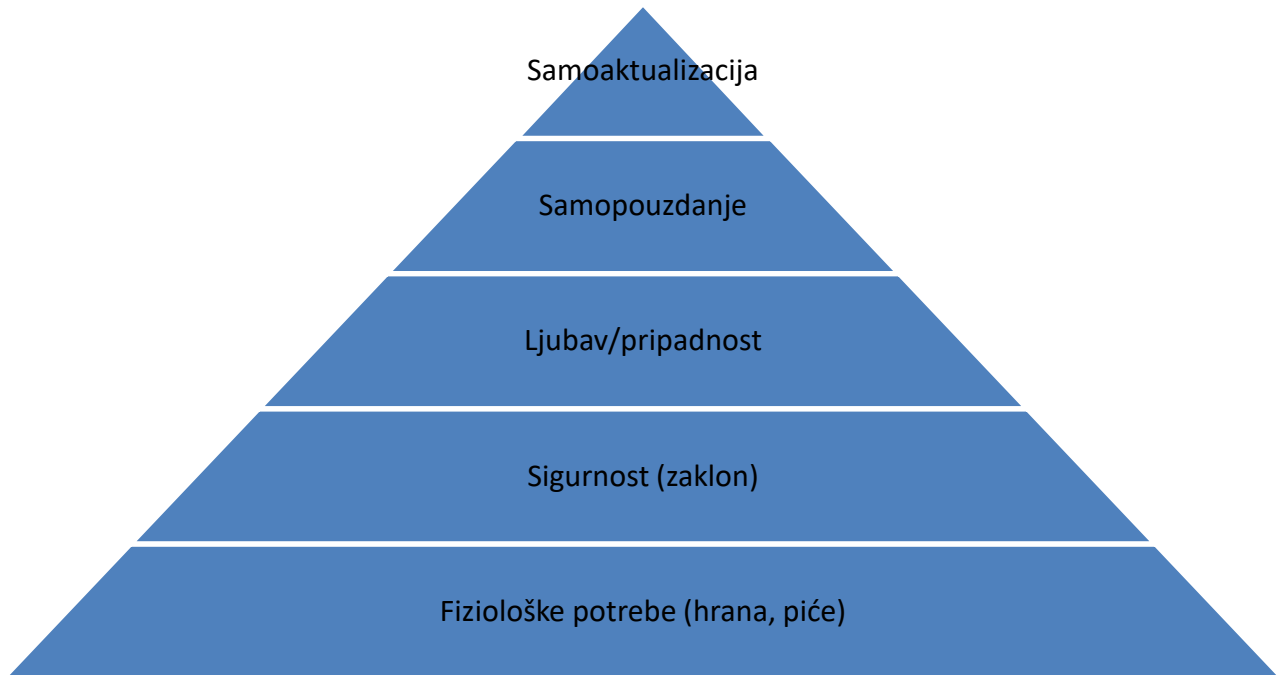 Samoaktualizacija
Samopouzdanje
Ljubav/pripadnost
Sigurnost (zaklon)
Fiziološke potrebe (hrana, piće)